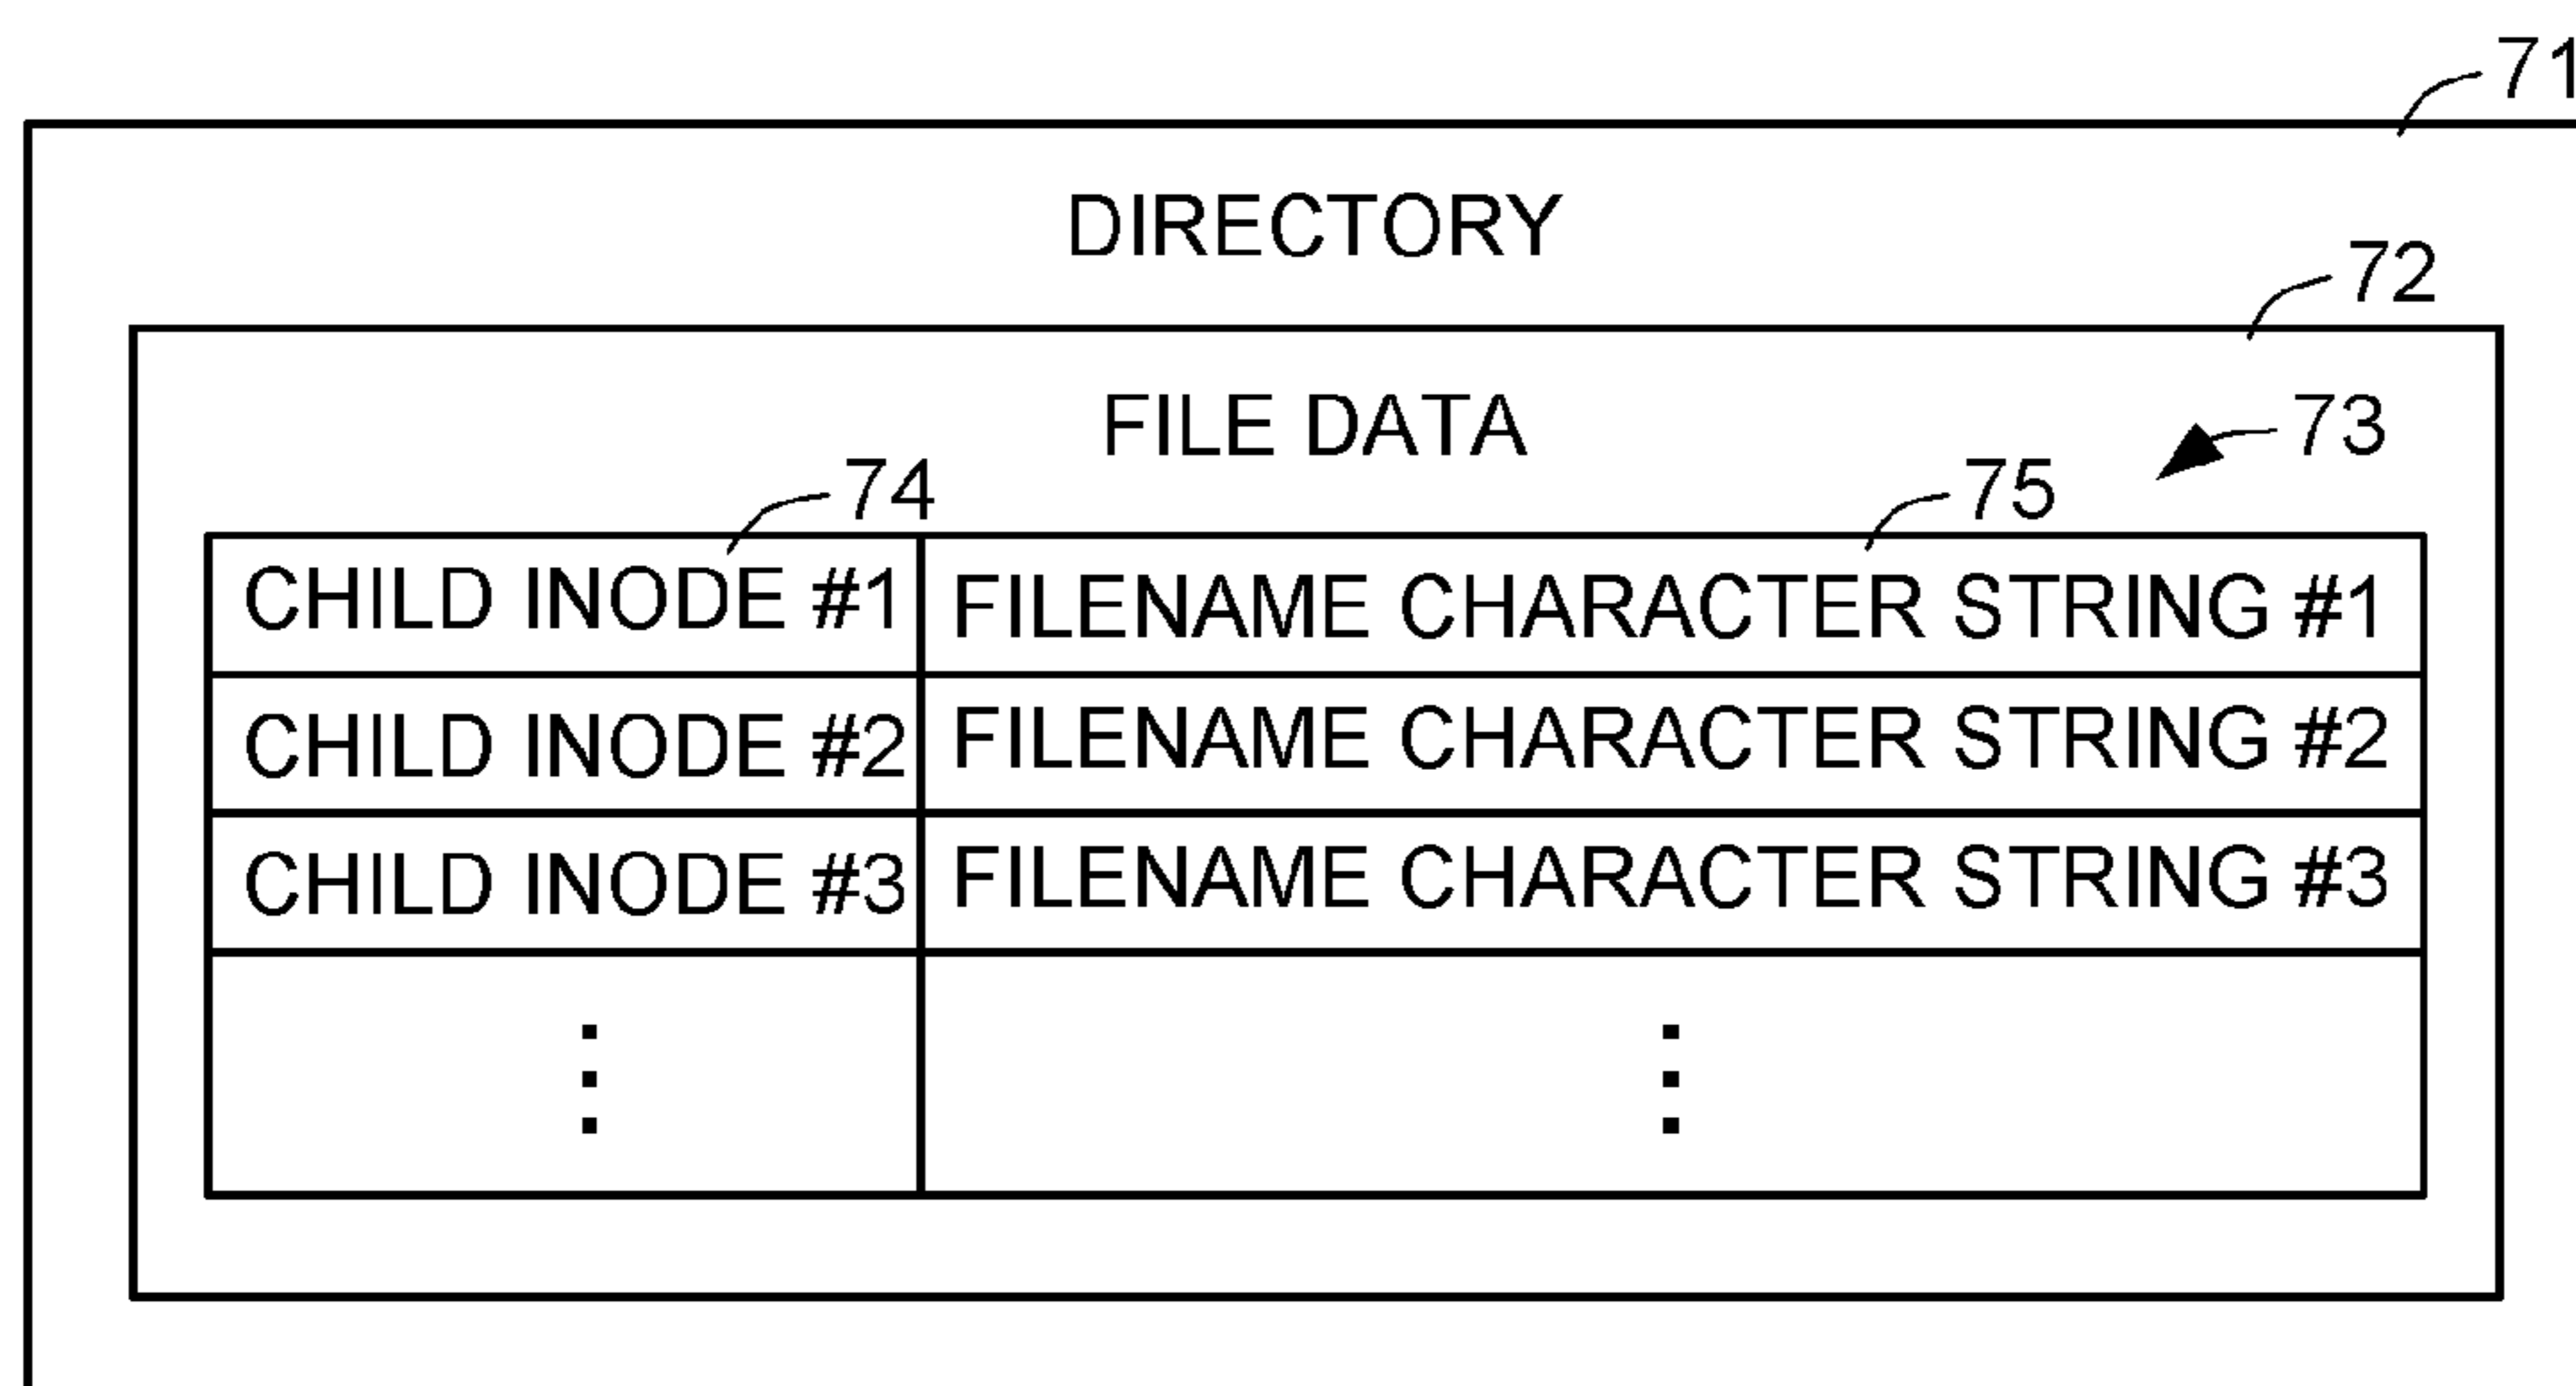 71
DIRECTORY
72
FILE DATA
73
74
75
CHILD INODE #1 FILENAME CHARACTER STRING #1
CHILD INODE #2 FILENAME CHARACTER STRING #2
CHILD INODE #3 FILENAME CHARACTER STRING #3